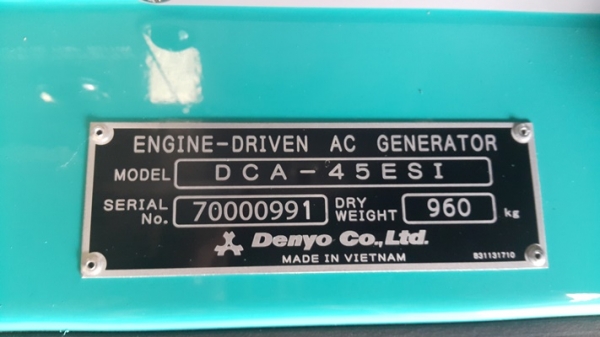 ENGINE-DRIVEN AC GENERATOR
MODEL DCA-45ESI
SERIAL No. 70000991 DRY WEIGHT 960 kg
Denyo Co., Ltd.
MADE IN VIETNAM 831131710